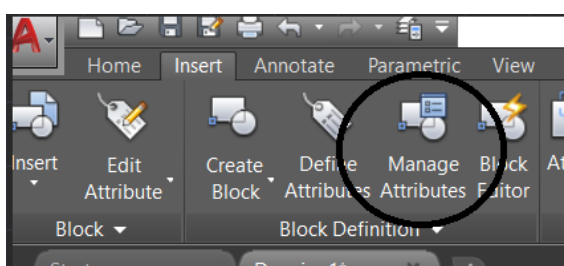 Home Insert Annotate Parametric View
Insert Edit Attribute Create Block Define Attributes Manage Attributes Block Editor
Block Block Definition